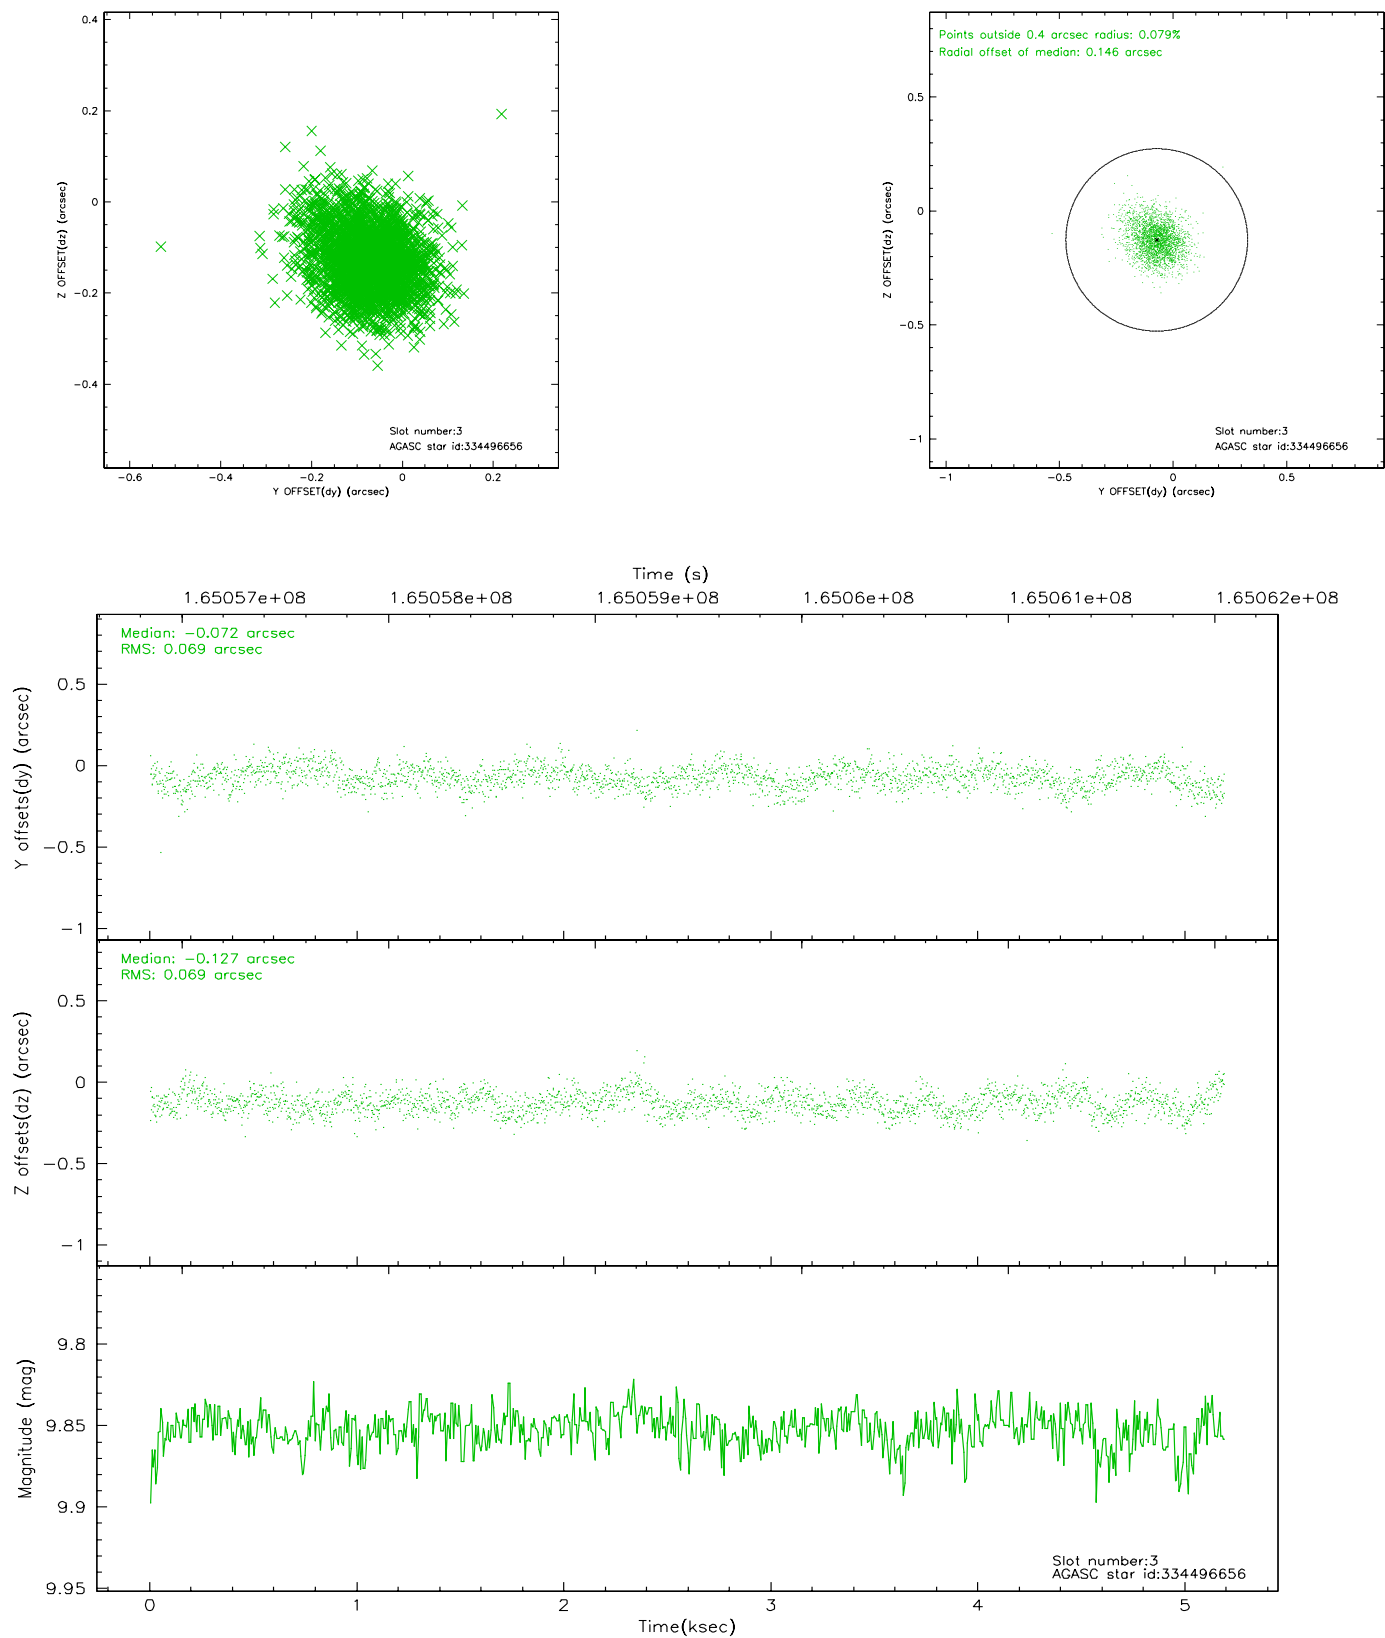 0.4
0.2
0
−0.2
−0.4
Z OFFSET(dz) (arcsec)
Slot number:3
AGASC star id:334496656
−0.6 −0.4 −0.2 0 0.2
Y OFFSET(dy) (arcsec)
Points outside 0.4 arcsec radius: 0.079%
Radial offset of median: 0.146 arcsec
0.5
0
−0.5
−1
Z OFFSET(dz) (arcsec)
Slot number:3
AGASC star id:334496656
−1 −0.5 0 0.5
Y OFFSET(dy) (arcsec)
Time (s)
1.65057e+08 1.65058e+08 1.65059e+08 1.6506e+08 1.65061e+08 1.65062e+08
Median: −0.072 arcsec
RMS: 0.069 arcsec
0.5
0
−0.5
−1
Y offsets(dy) (arcsec)
Median: −0.127 arcsec
RMS: 0.069 arcsec
0.5
0
−0.5
−1
Z offsets(dz) (arcsec)
9.8
9.85
9.9
9.95
Magnitude (mag)
Slot number:3
AGASC star id:334496656
0 1 2 3 4 5
Time(ksec)